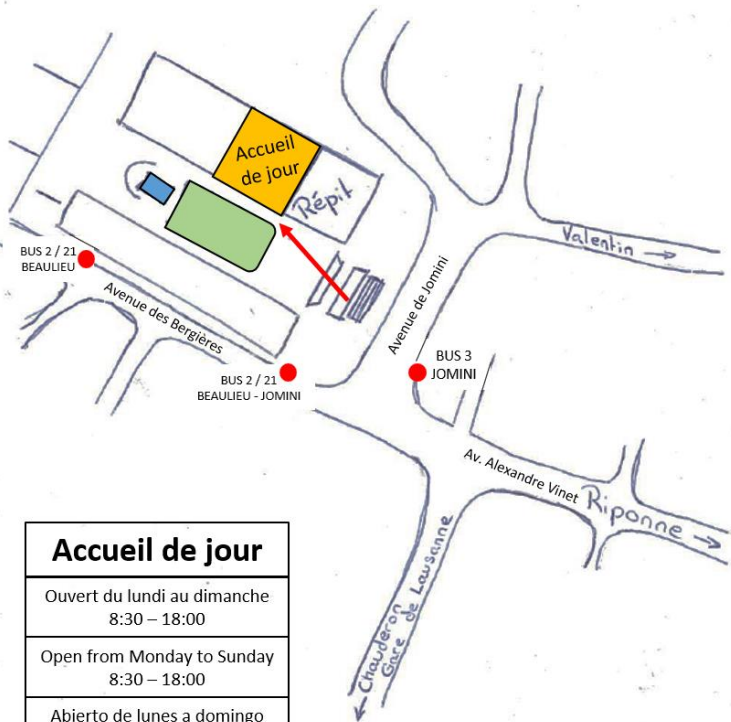 Accueil
de jour
Répit
Valentin →
BUS 2 / 21
BEAULIEU
Avenue des Bergières
Avenue de Jomini
BUS 3
JOMINI
BUS 2 / 21
BEAULIEU - JOMINI
Av. Alexandre Vinet
Riponne →
← Chauderon
Gare de Lausanne
Accueil de jour
Ouvert du lundi au dimanche
8:30 – 18:00
Open from Monday to Sunday
8:30 – 18:00
Abierto de lunes a domingo